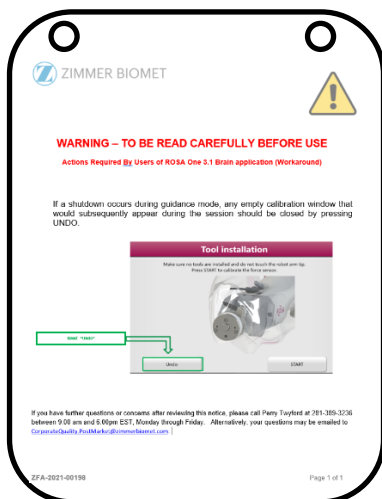 ZIMMER BIOMET
WARNING – TO BE READ CAREFULLY BEFORE USE
Actions Required By Users of ROSA One 3.1 Brain application (Workaround)
If a shutdown occurs during guidance mode, any empty calibration window that
would subsequently appear during the session should be closed by pressing
UNDO.
Tool installation
Make sure no tools are installed and do not touch the robot arm tip.
Press START to calibrate the force sensor.
Undo
START
If you have further questions or concerns after reviewing this notice, please call Perry Twyford at 281-389-3236
between 9:00 am and 6:00pm EST, Monday through Friday. Alternatively, your questions may be emailed to
CorporateQuality.PostMarket@zimmerbiomet.com
ZFA-2021-00198
Page 1 of 1